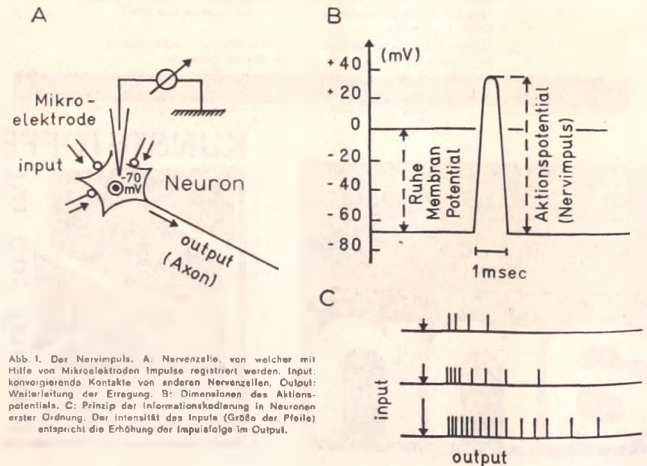 A
Mikro-
elektrode
input
-70
mV
Neuron
output
(Axon)
B
(mV)
+ 40
+ 20
0
- 20
- 40
- 60
- 80
Ruhe
Membran
Potential
Aktionspotential
(Nervimpuls)
1 msec
C
input
output
Abb. 1. Der Nervimpuls. A: Nervenzelle, von welcher mit
Hilfe von Mikroelektroden Impulse registriert werden. Input:
konvergierende Kontakte von anderen Nervenzellen. Output:
Weiterleitung der Erregung. B: Dimensionen des Aktions-
potentials. C: Prinzip der Informationskodierung in Neuronen
erster Ordnung. Der Intensität des Inputs (Größe der Pfeile)
entspricht die Erhöhung der Impulsfolge im Output.